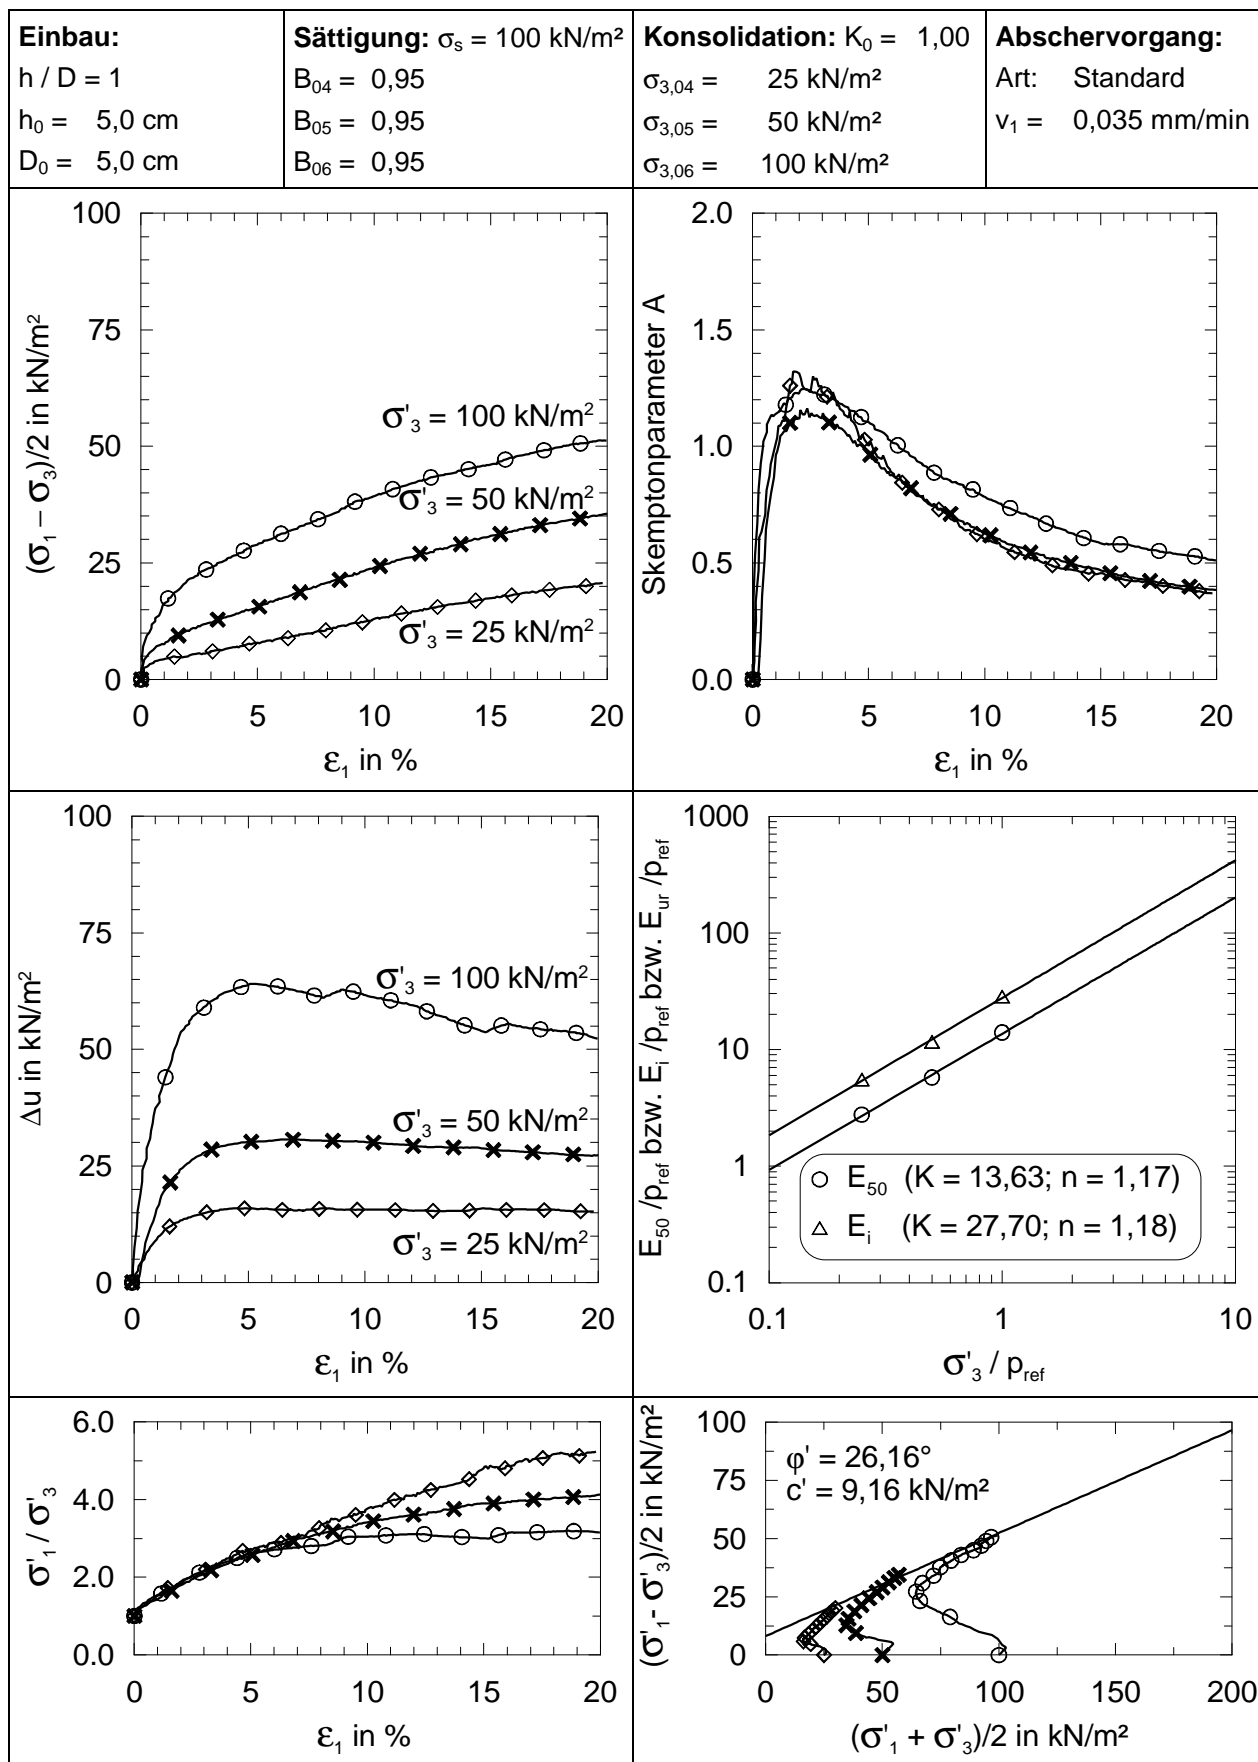 Einbau:
h / D = 1
h₀ = 5,0 cm
D₀ = 5,0 cm
Sättigung: σₛ = 100 kN/m²
B₀₄ = 0,95
B₀₅ = 0,95
B₀₆ = 0,95
Konsolidation: K₀ = 1,00
σ₃,₀₄ = 25 kN/m²
σ₃,₀₅ = 50 kN/m²
σ₃,₀₆ = 100 kN/m²
Abschervorgang:
Art: Standard
v₁ = 0,035 mm/min
(σ₁ – σ₃)/2 in kN/m²
100
75
50
25
0
σ'₃ = 100 kN/m²
σ'₃ = 50 kN/m²
σ'₃ = 25 kN/m²
0 5 10 15 20
ε₁ in %
Skemptonparameter A
2.0
1.5
1.0
0.5
0.0
0 5 10 15 20
ε₁ in %
Δu in kN/m²
100
75
50
25
0
σ'₃ = 100 kN/m²
σ'₃ = 50 kN/m²
σ'₃ = 25 kN/m²
0 5 10 15 20
ε₁ in %
E₅₀ /p_ref bzw. E_i /p_ref bzw. E_ur /p_ref
1000
100
10
1
0.1
E₅₀ (K = 13,63; n = 1,17)
E_i (K = 27,70; n = 1,18)
0.1 1 10
σ'₃ / p_ref
σ'₁ / σ'₃
6.0
4.0
2.0
0.0
0 5 10 15 20
ε₁ in %
(σ'₁ - σ'₃)/2 in kN/m²
100
75
50
25
0
φ' = 26,16°
c' = 9,16 kN/m²
0 50 100 150 200
(σ'₁ + σ'₃)/2 in kN/m²